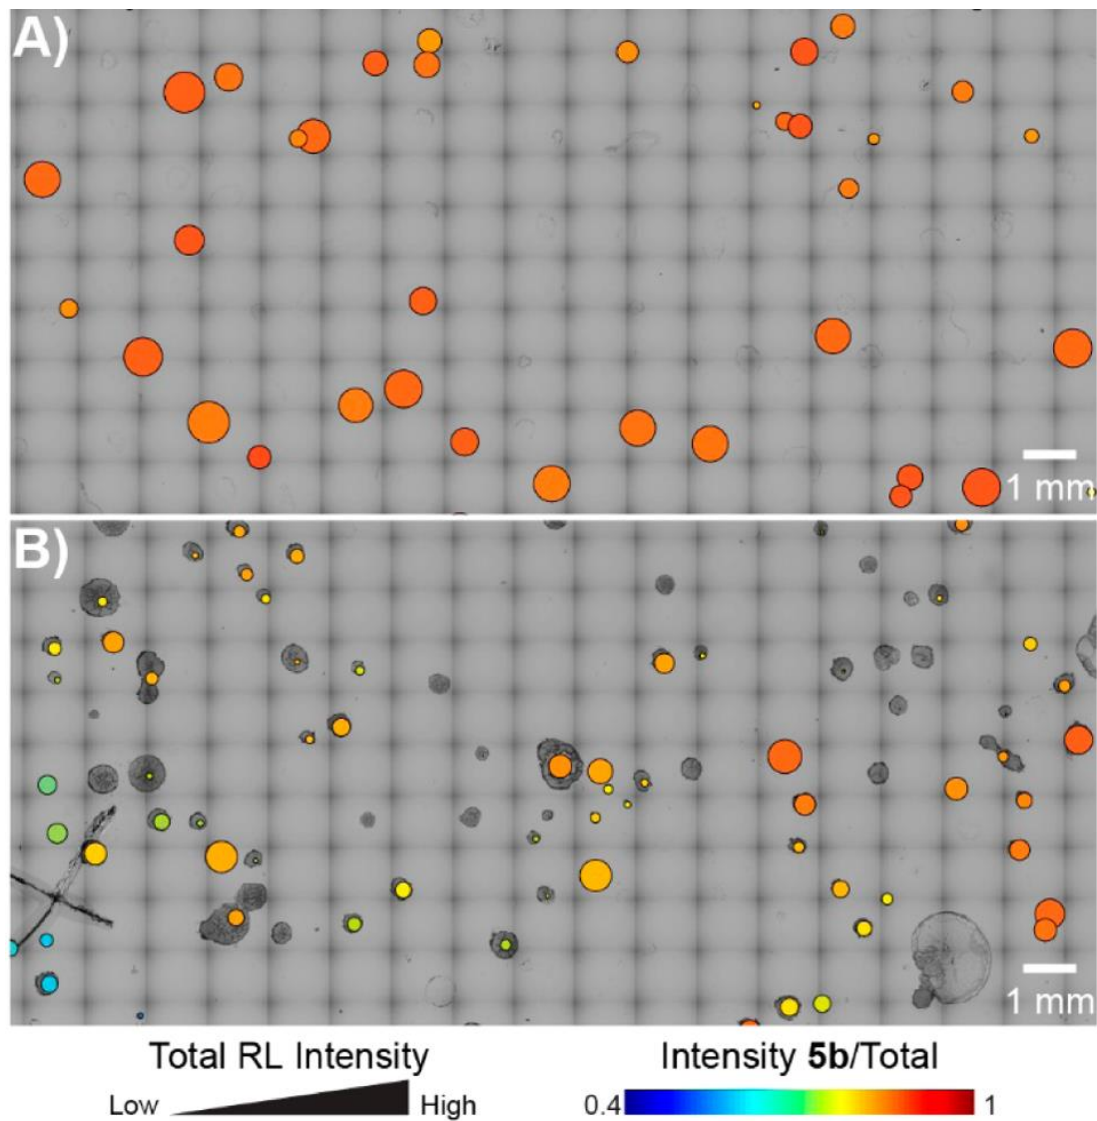 A)
1 mm
B)
1 mm
Total RL Intensity
Intensity 5b/Total
Low
High
0.4
1